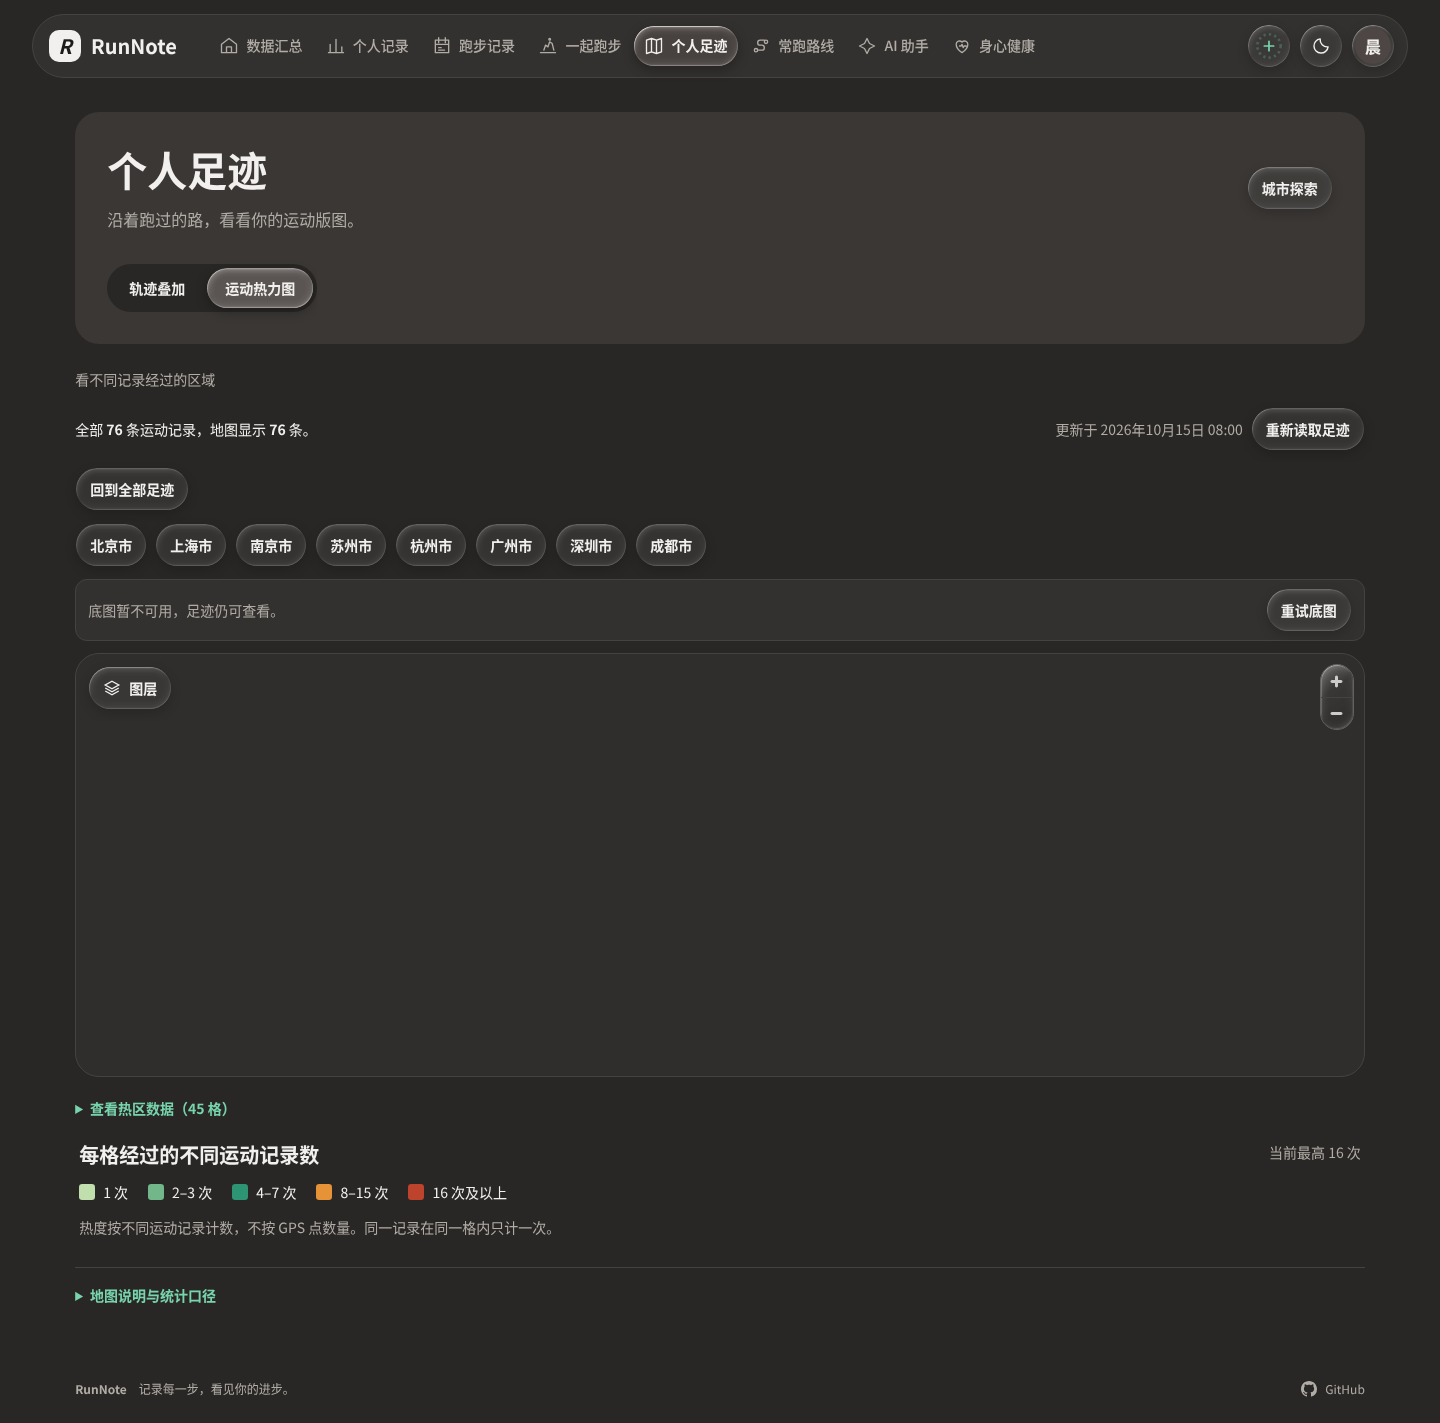 R RunNote 数据汇总 个人记录 跑步记录 一起跑步 个人足迹 常跑路线 AI 助手 身心健康 晨
个人足迹
沿着跑过的路，看看你的运动版图。
城市探索
轨迹叠加 运动热力图
看不同记录经过的区域
全部 76 条运动记录，地图显示 76 条。
更新于 2026年10月15日 08:00 重新读取足迹
回到全部足迹
北京市 上海市 南京市 苏州市 杭州市 广州市 深圳市 成都市
底图暂不可用，足迹仍可查看。 重试底图
图层
查看热区数据（45 格）
每格经过的不同运动记录数 当前最高 16 次
1 次 2–3 次 4–7 次 8–15 次 16 次及以上
热度按不同运动记录计数，不按 GPS 点数量。同一记录在同一格内只计一次。
地图说明与统计口径
RunNote 记录每一步，看见你的进步。 GitHub